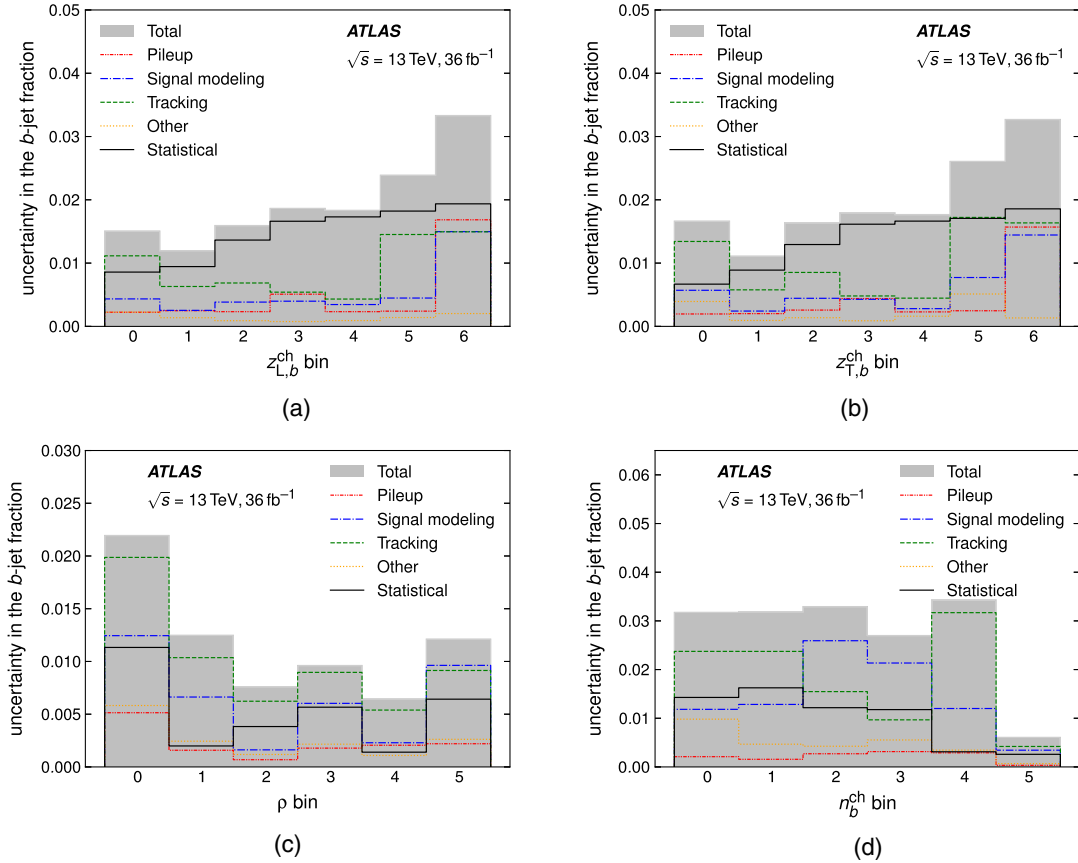 0.05
0.04
0.03
0.02
0.01
0.00
uncertainty in the b-jet fraction
Total
Pileup
Signal modeling
Tracking
Other
Statistical
ATLAS
√s = 13 TeV, 36 fb⁻¹
0 1 2 3 4 5 6
z^ch_L,b bin
(a)
0.05
0.04
0.03
0.02
0.01
0.00
uncertainty in the b-jet fraction
Total
Pileup
Signal modeling
Tracking
Other
Statistical
ATLAS
√s = 13 TeV, 36 fb⁻¹
0 1 2 3 4 5 6
z^ch_T,b bin
(b)
0.030
0.025
0.020
0.015
0.010
0.005
0.000
uncertainty in the b-jet fraction
ATLAS
√s = 13 TeV, 36 fb⁻¹
Total
Pileup
Signal modeling
Tracking
Other
Statistical
0 1 2 3 4 5
ρ bin
(c)
0.06
0.05
0.04
0.03
0.02
0.01
0.00
uncertainty in the b-jet fraction
ATLAS
√s = 13 TeV, 36 fb⁻¹
Total
Pileup
Signal modeling
Tracking
Other
Statistical
0 1 2 3 4 5
n^ch_b bin
(d)